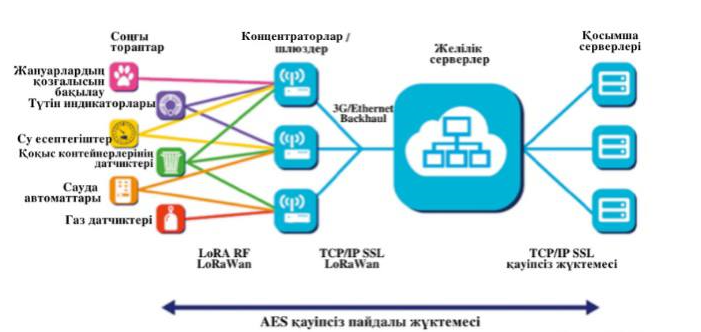 Соңғы
тораптар
Концентраторлар /
шлюздер
Желілік
серверлер
Қосымша
серверлері
Жануарлардың
қозғалысын
бақылау
Түтін индикаторлары
Су есептегіштер
Қоқыс контейнерлерінің
датчиктері
Сауда
автоматтары
Газ датчиктері
3G/Ethernet
Backhaul
LoRA RF
LoRaWan
TCP/IP SSL
LoRaWan
TCP/IP SSL
қауіпсіз жүктемесі
AES қауіпсіз пайдалы жүктемесі